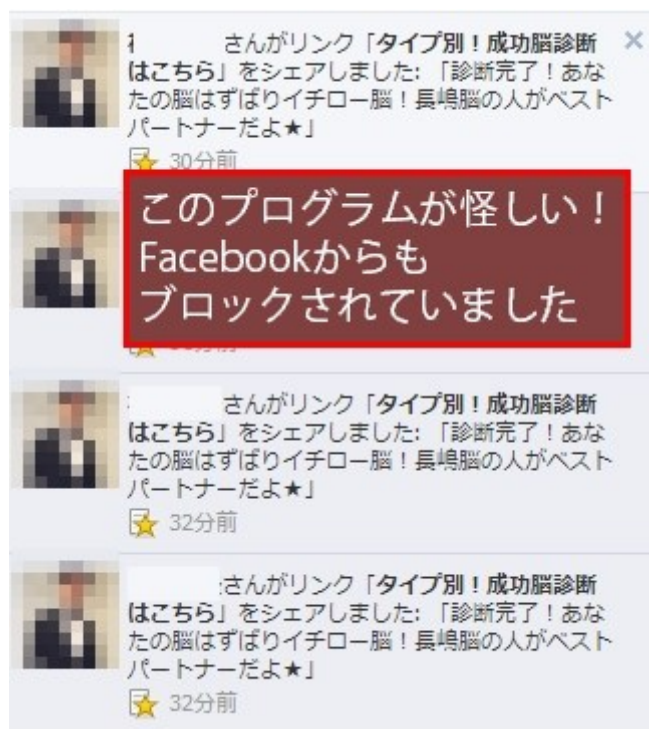 さんがリンク「タイプ別！成功脳診断
はこちら」をシェアしました: 「診断完了！あな
たの脳はずばりイチロー脳！長嶋脳の人がベスト
パートナーだよ★」
30分前
このプログラムが怪しい！
Facebookからも
ブロックされていました
さんがリンク「タイプ別！成功脳診断
はこちら」をシェアしました: 「診断完了！あな
たの脳はずばりイチロー脳！長嶋脳の人がベスト
パートナーだよ★」
32分前
さんがリンク「タイプ別！成功脳診断
はこちら」をシェアしました: 「診断完了！あな
たの脳はずばりイチロー脳！長嶋脳の人がベスト
パートナーだよ★」
32分前